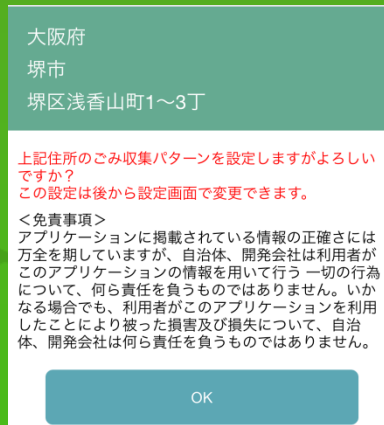 大阪府
堺市
堺区浅香山町1〜3丁
上記住所のごみ収集パターンを設定しますがよろしい
ですか？
この設定は後から設定画面で変更できます。
＜免責事項＞
アプリケーションに掲載されている情報の正確さには
万全を期していますが、自治体、開発会社は利用者が
このアプリケーションの情報を用いて行う 一切の行為
について、何ら責任を負うものではありません。いか
なる場合でも、利用者がこのアプリケーションを利用
したことにより被った損害及び損失について、自治
体、開発会社は何ら責任を負うものではありません。
OK